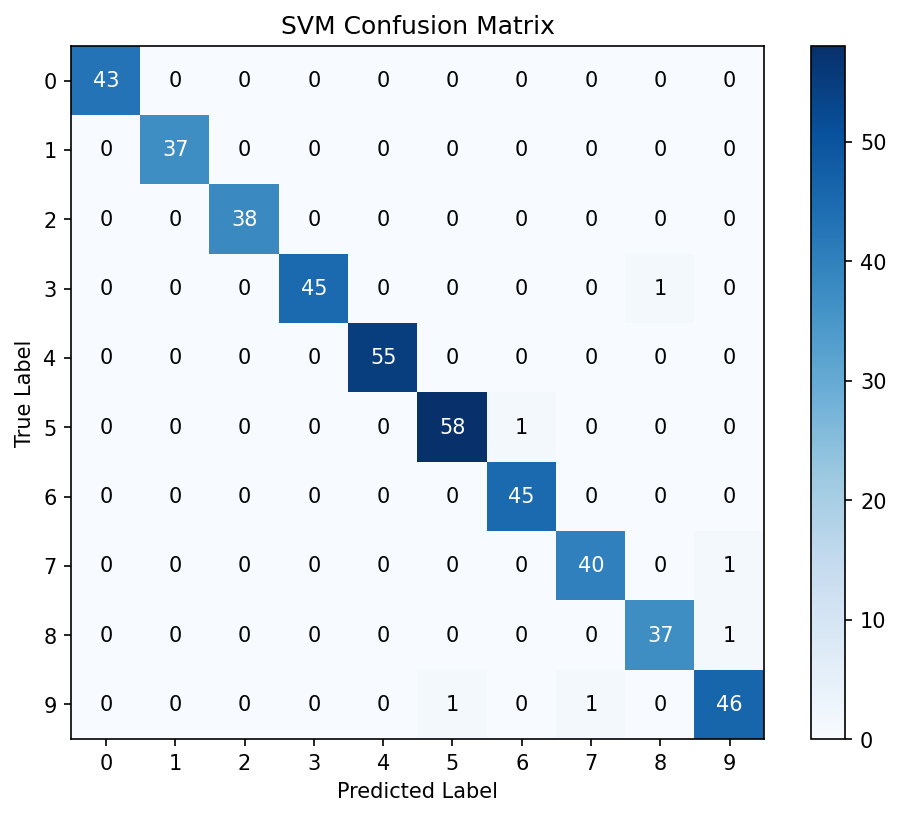 SVM Confusion Matrix
0 43 0 0 0 0 0 0 0 0 0
1 0 37 0 0 0 0 0 0 0 0
2 0 0 38 0 0 0 0 0 0 0
3 0 0 0 45 0 0 0 0 1 0
4 0 0 0 0 55 0 0 0 0 0
5 0 0 0 0 0 58 1 0 0 0
6 0 0 0 0 0 0 45 0 0 0
7 0 0 0 0 0 0 0 40 0 1
8 0 0 0 0 0 0 0 0 37 1
9 0 0 0 0 0 1 0 1 0 46
0 1 2 3 4 5 6 7 8 9
Predicted Label
True Label
50
40
30
20
10
0